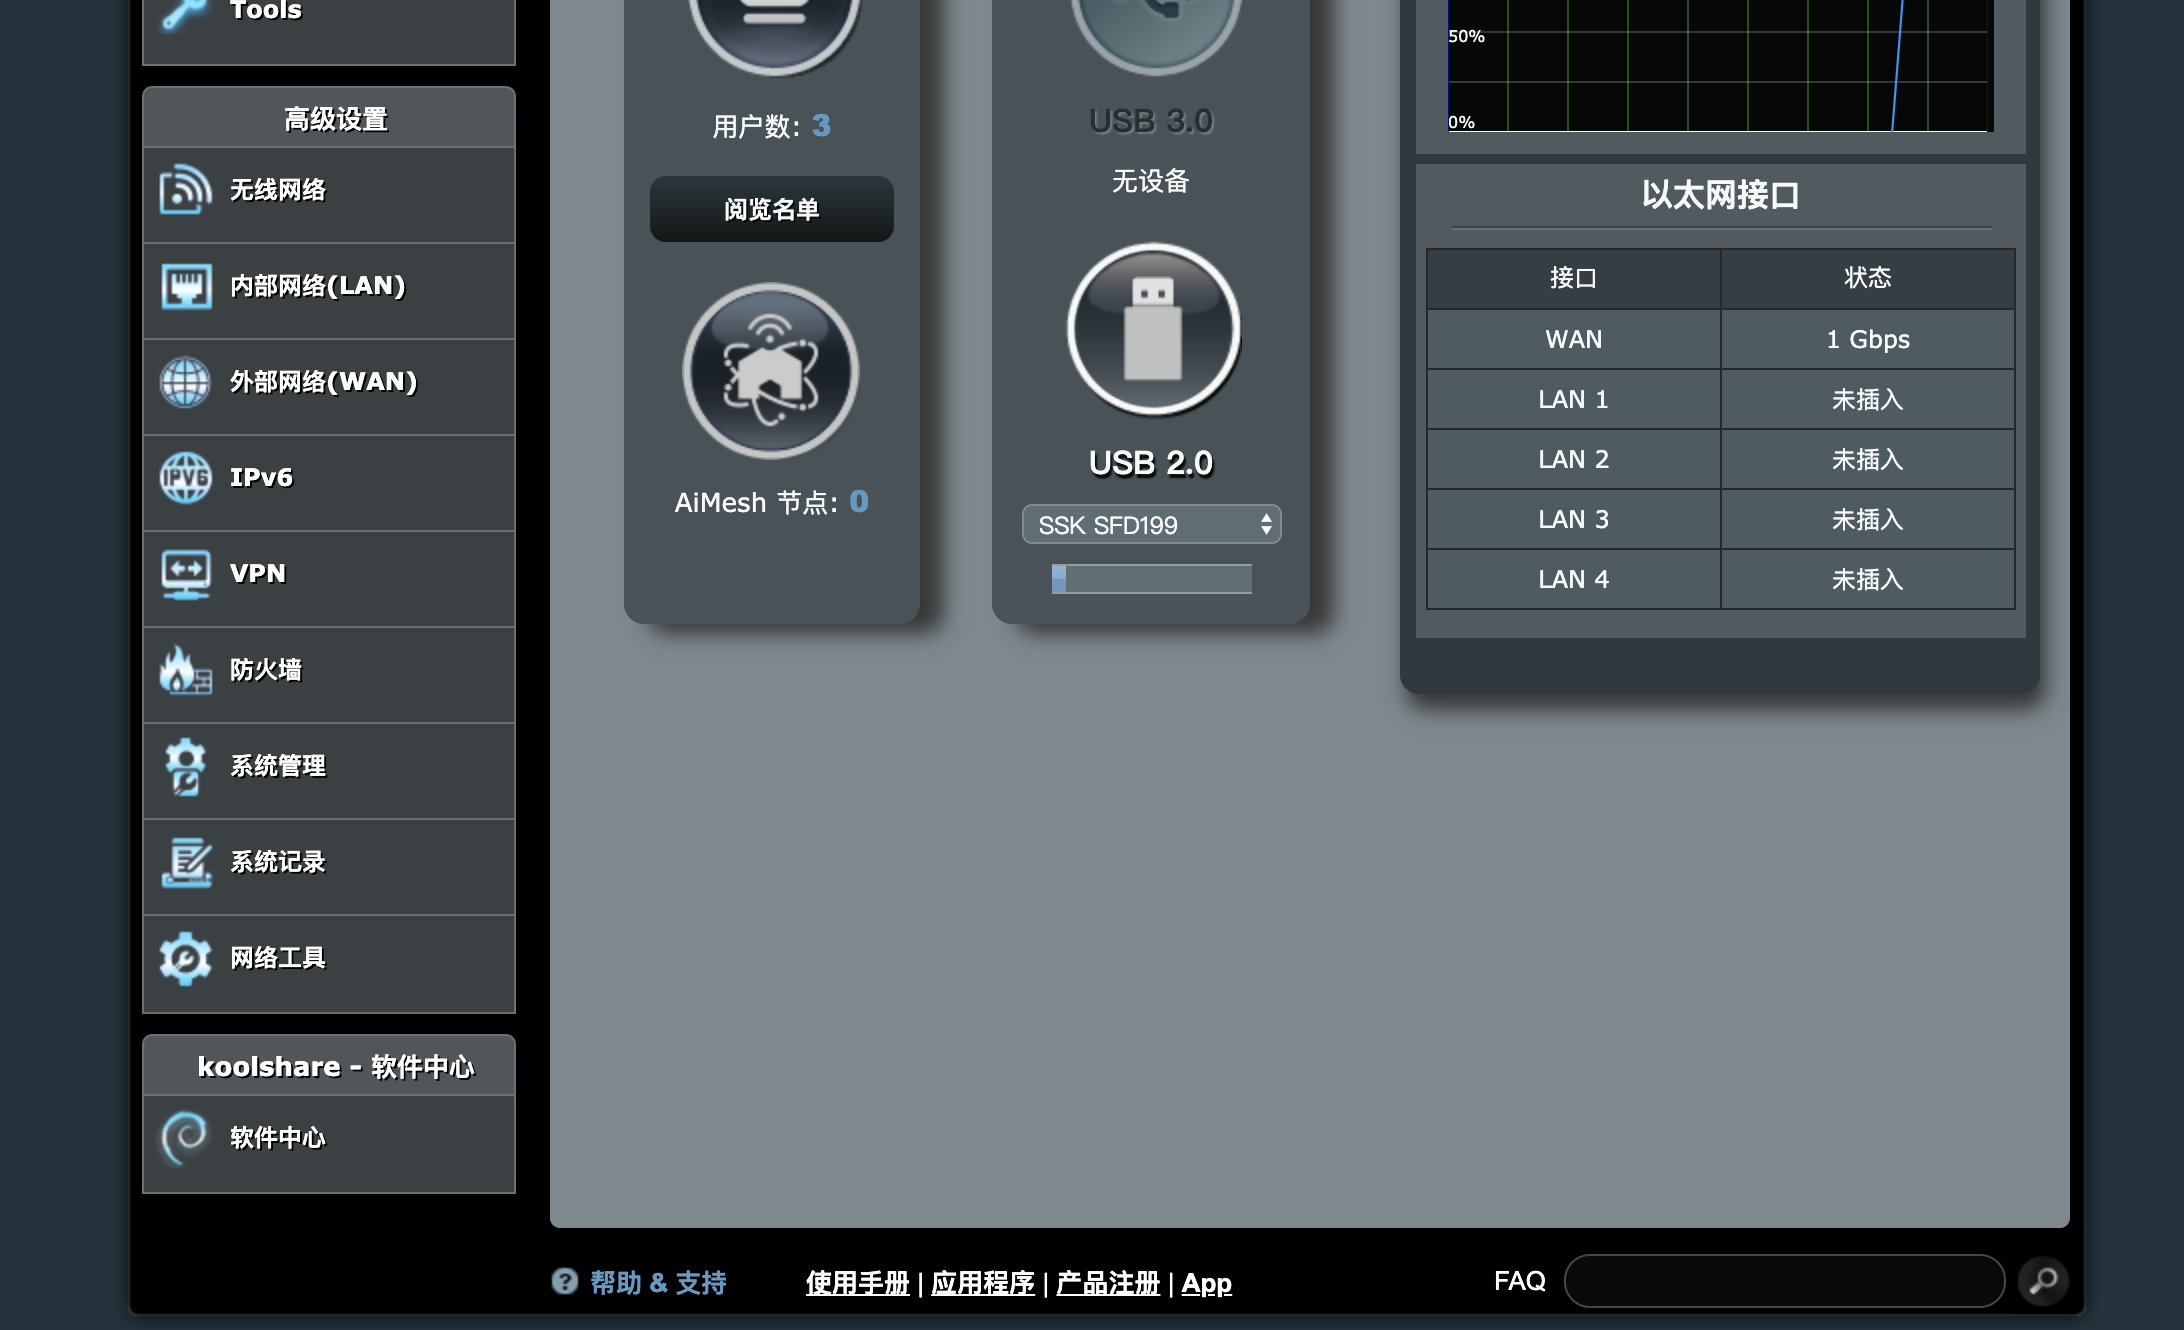 Tools
高级设置
无线网络
内部网络(LAN)
外部网络(WAN)
IPv6
VPN
防火墙
系统管理
系统记录
网络工具
koolshare - 软件中心
软件中心
用户数: 3
阅览名单
AiMesh 节点: 0
USB 3.0
无设备
USB 2.0
SSK SFD199
50%
0%
以太网接口
接口 状态
WAN 1 Gbps
LAN 1 未插入
LAN 2 未插入
LAN 3 未插入
LAN 4 未插入
帮助 & 支持 使用手册 | 应用程序 | 产品注册 | App FAQ